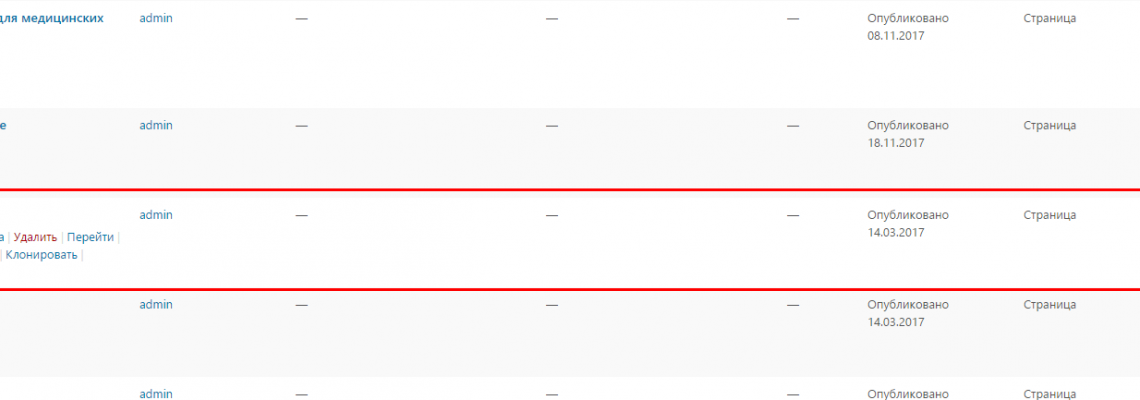 для медицинских admin — — — Опубликовано Страница
08.11.2017
е admin — — — Опубликовано Страница
18.11.2017
admin — — — Опубликовано Страница
14.03.2017
а | Удалить | Перейти |
| Клонировать |
admin — — — Опубликовано Страница
14.03.2017
admin — — — Опубликовано Страница